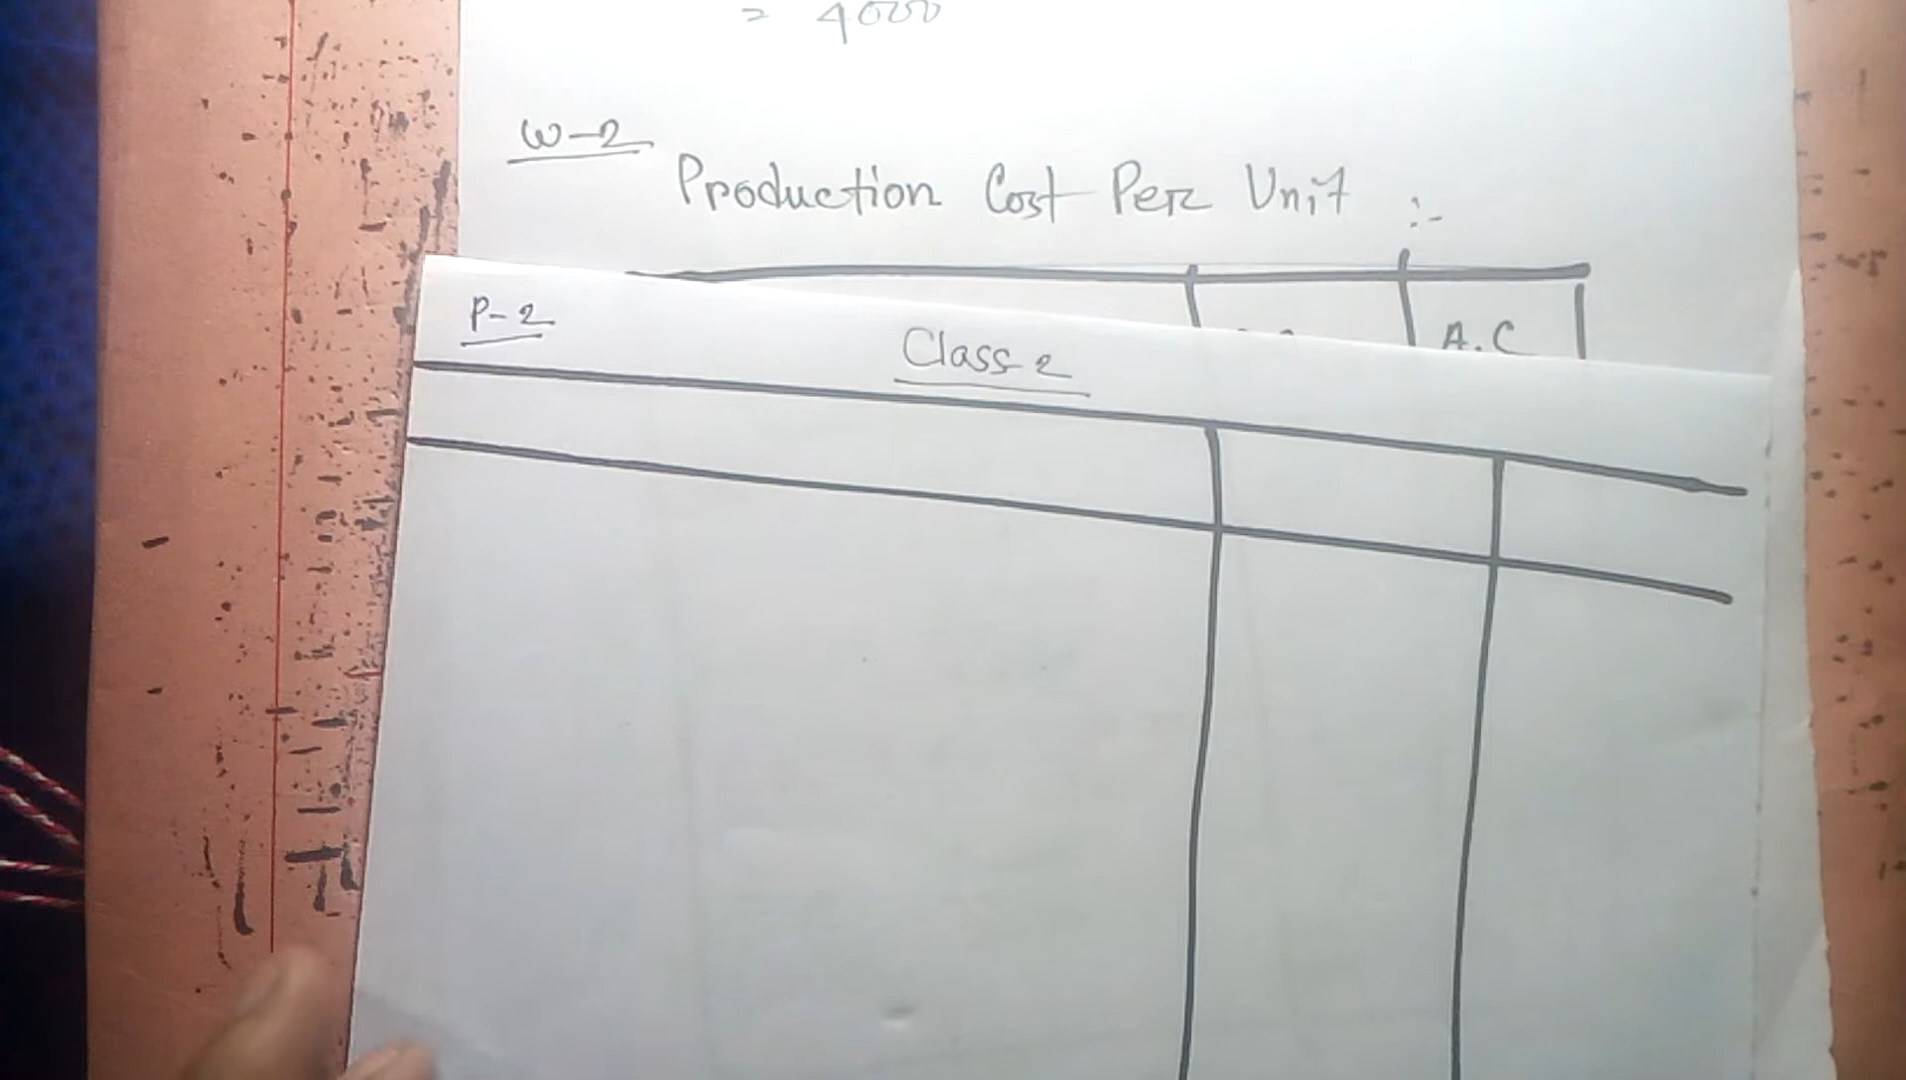 = 4000
W-2
Production Cost Per Unit :-
A.C
P-2
Class 2